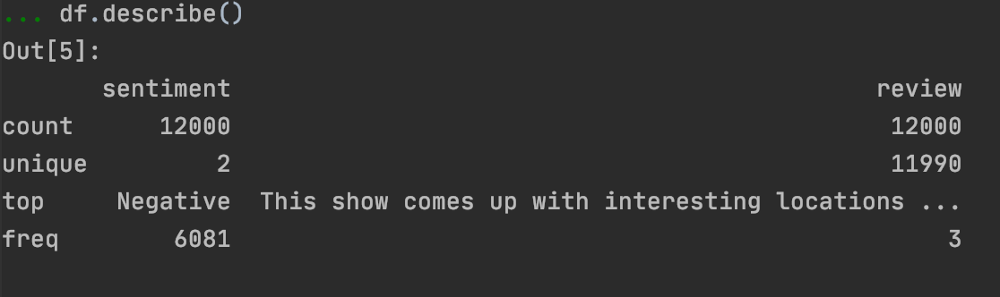 ... df.describe()
Out[5]:
sentiment review
count 12000 12000
unique 2 11990
top Negative This show comes up with interesting locations ...
freq 6081 3